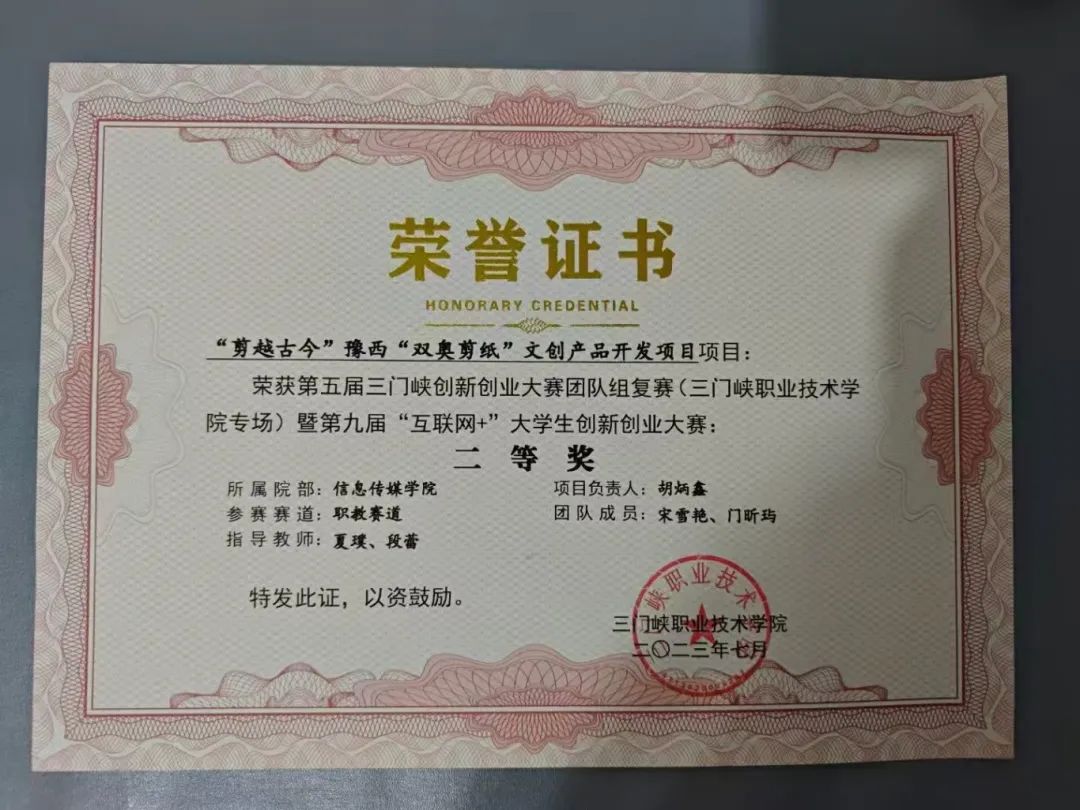 荣誉证书
HONORARY CREDENTIAL
“剪越古今”豫西“双奥剪纸”文创产品开发项目项目：
荣获第五届三门峡创新创业大赛团队组复赛（三门峡职业技术学
院专场）暨第九届“互联网+”大学生创新创业大赛：
二等奖
所属院部：信息传媒学院 项目负责人：胡炳鑫
参赛赛道：职教赛道 团队成员：宋雪艳、门昕玙
指导教师：夏璞、段蕾
特发此证，以资鼓励。
三门峡职业技术学院
二〇二三年七月